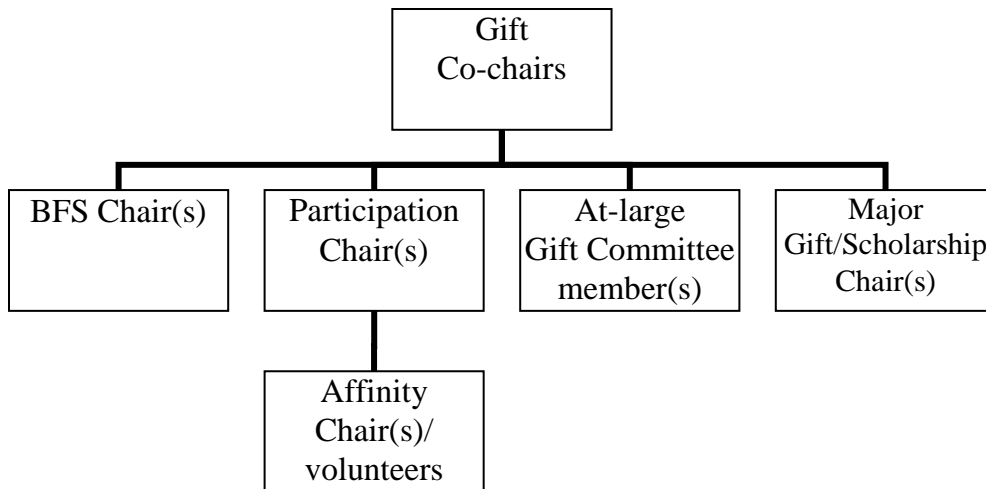 Gift
Co-chairs
BFS Chair(s)
Participation
Chair(s)
At-large
Gift Committee
member(s)
Major
Gift/Scholarship
Chair(s)
Affinity
Chair(s)/
volunteers